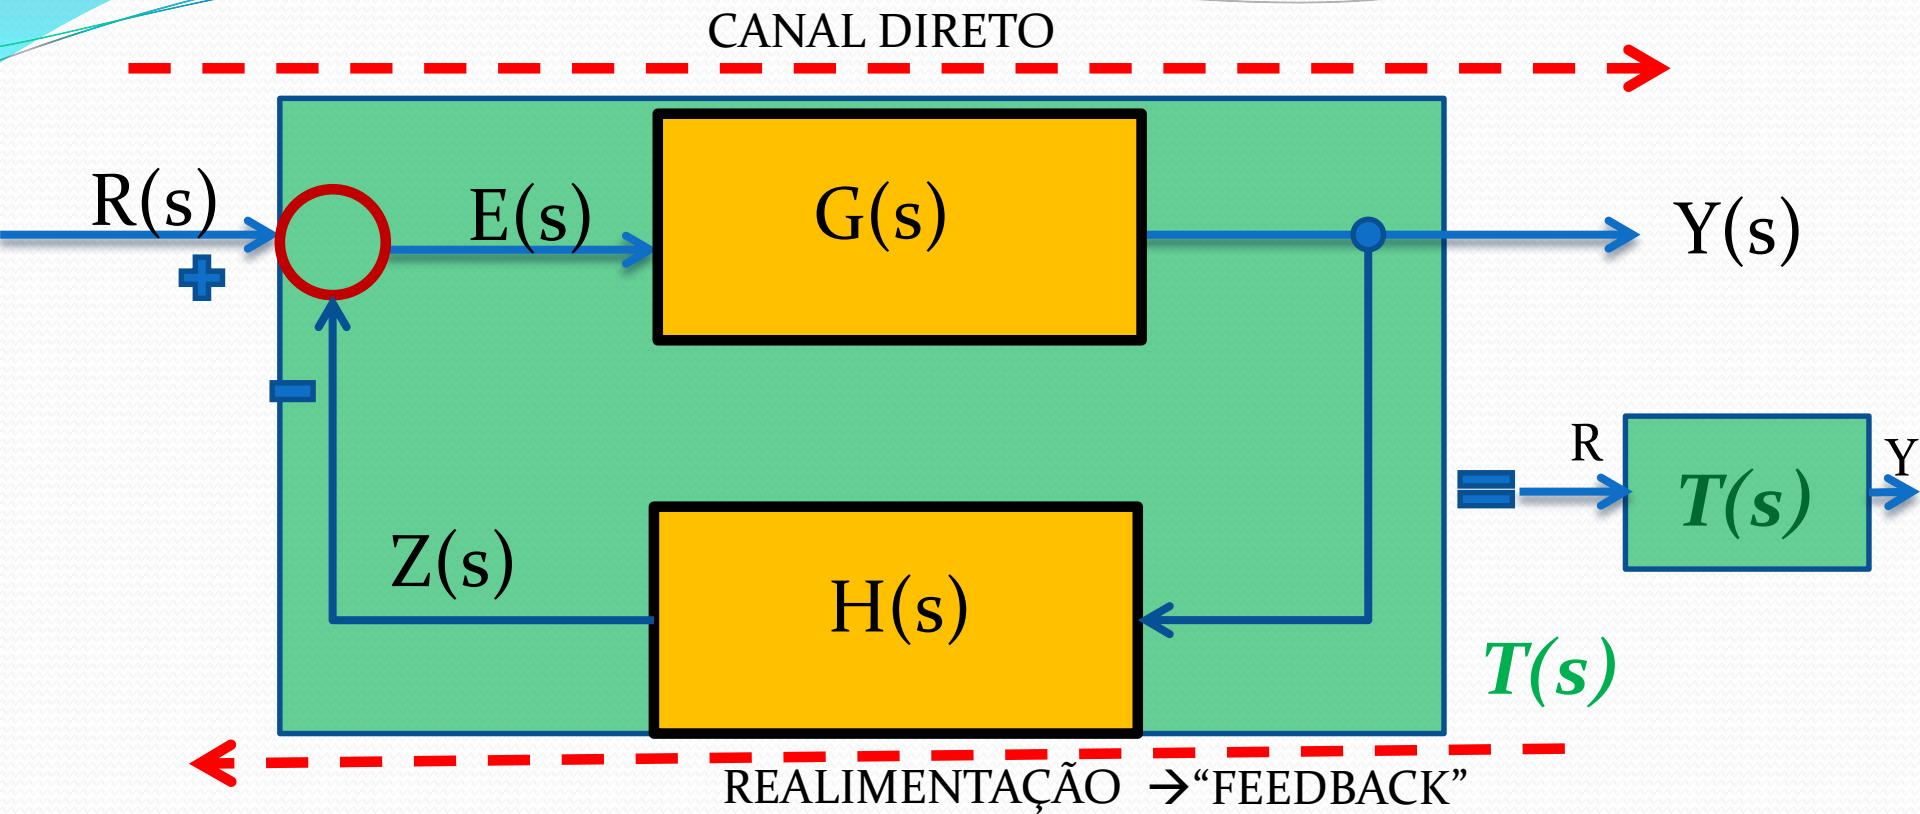 CANAL DIRETO
R(s)
E(s)
G(s)
Y(s)
R
Y
T(s)
Z(s)
H(s)
T(s)
REALIMENTAÇÃO → “FEEDBACK”